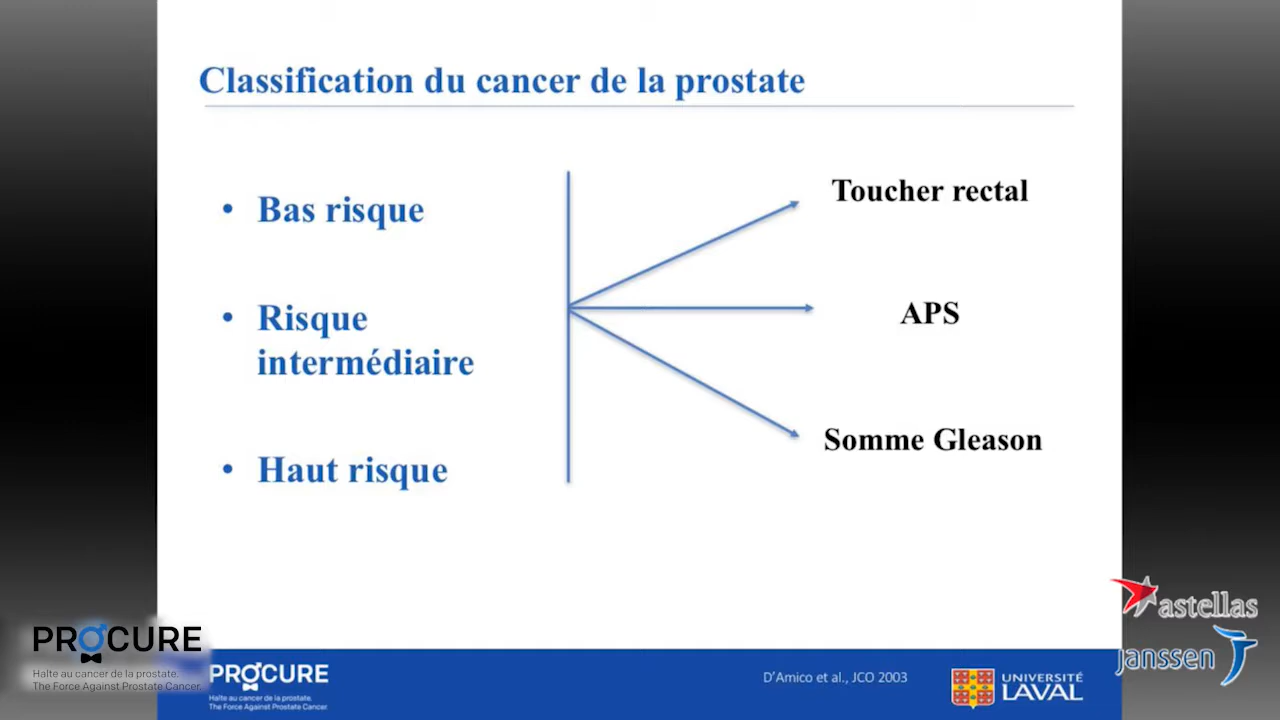 Classification du cancer de la prostate
• Bas risque
• Risque
intermédiaire
• Haut risque
Toucher rectal
APS
Somme Gleason
PROCURE
Halte au cancer de la prostate.
The Force Against Prostate Cancer.
PROCURE
Halte au cancer de la prostate.
The Force Against Prostate Cancer.
D'Amico et al., JCO 2003
UNIVERSITÉ
LAVAL
astellas
janssen